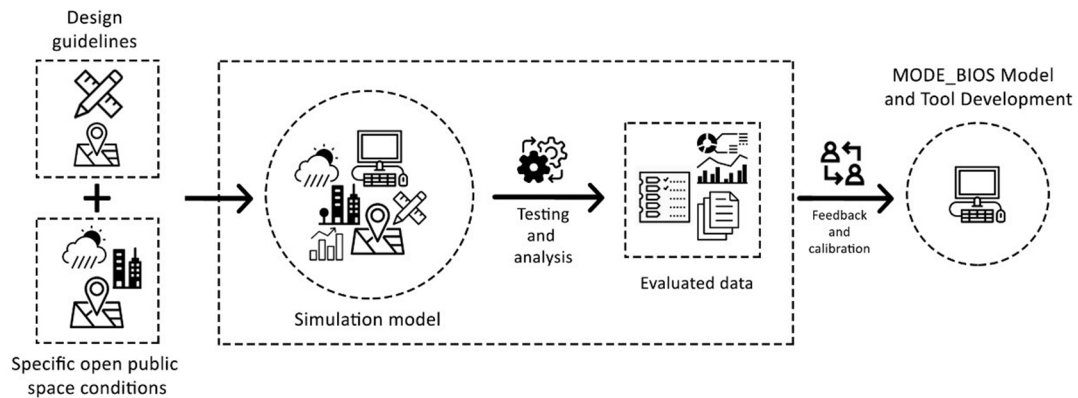 Design
guidelines
Specific open public
space conditions
Simulation model
Testing
and
analysis
Evaluated data
Feedback
and
calibration
MODE_BIOS Model
and Tool Development